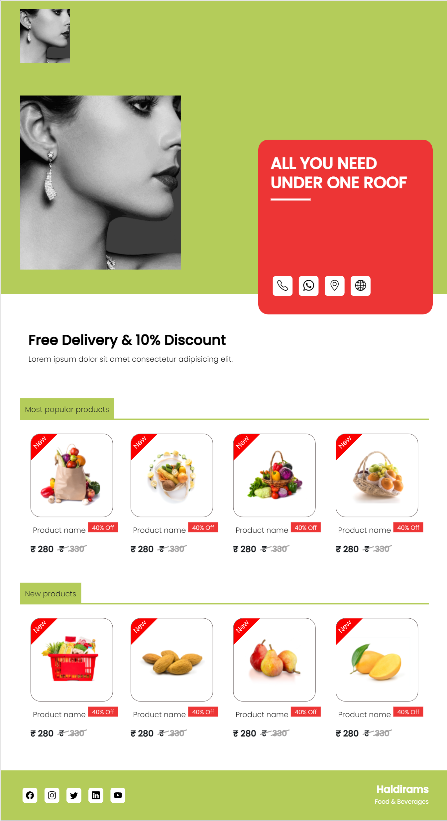 ALL YOU NEED
UNDER ONE ROOF
Free Delivery & 10% Discount
Lorem ipsum dolor sit amet consectetur adipisicing elit.
Most populer products
New
New
New
New
Product name 40% Off
Product name 40% Off
Product name 40% Off
Product name 40% Off
₹ 280 ₹ 330
₹ 280 ₹ 330
₹ 280 ₹ 330
₹ 280 ₹ 330
New products
New
New
New
New
Product name 40% Off
Product name 40% Off
Product name 40% Off
Product name 40% Off
₹ 280 ₹ 330
₹ 280 ₹ 330
₹ 280 ₹ 330
₹ 280 ₹ 330
Haldirams
Food & Beverages